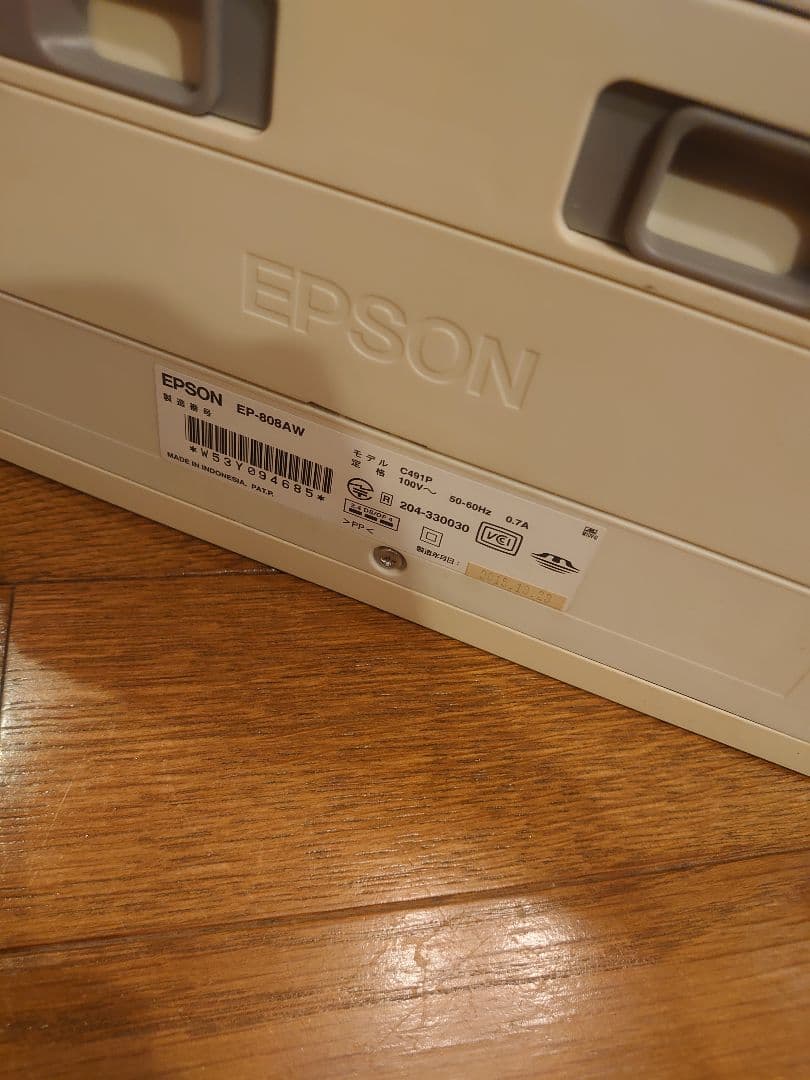 EPSON
EPSON EP-808AW
製造番号
*W53Y094685*
MADE IN INDONESIA. PAT.P.
モデル C491P
定格 100V～ 50-60Hz 0.7A
R 204-330030
VCCI
>PP<
製造年月日: